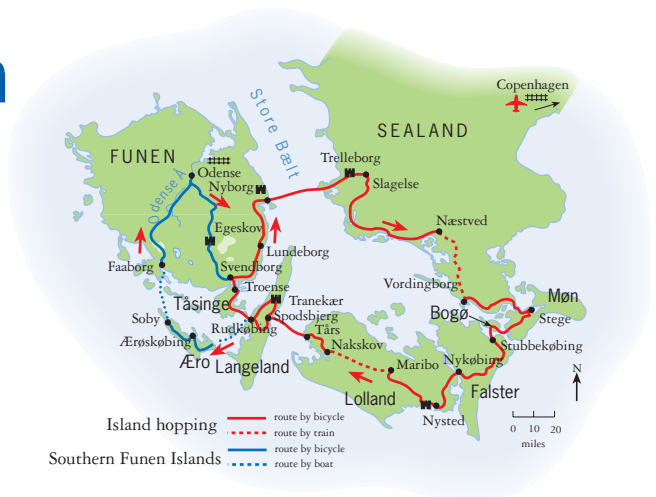 n
Copenhagen
SEALAND
Store Bælt
FUNEN
Trelleborg
Odense
Slagelse
Nyborg
Odense Å
Egeskov
Næstved
Lundeborg
Faaborg
Svendborg
Vordingborg
Troense
Møn
Tåsinge
Tranekær
Bogø
Soby
Rudkøbing
Spodsbjerg
Stege
Tårs
Ærøskøbing
Nakskov
Stubbekøbing
Æro
Langeland
Maribo
Nykøbing
N
Lolland
Falster
Nysted
Island hopping
route by bicycle
route by train
0 10 20
miles
Southern Funen Islands
route by bicycle
route by boat